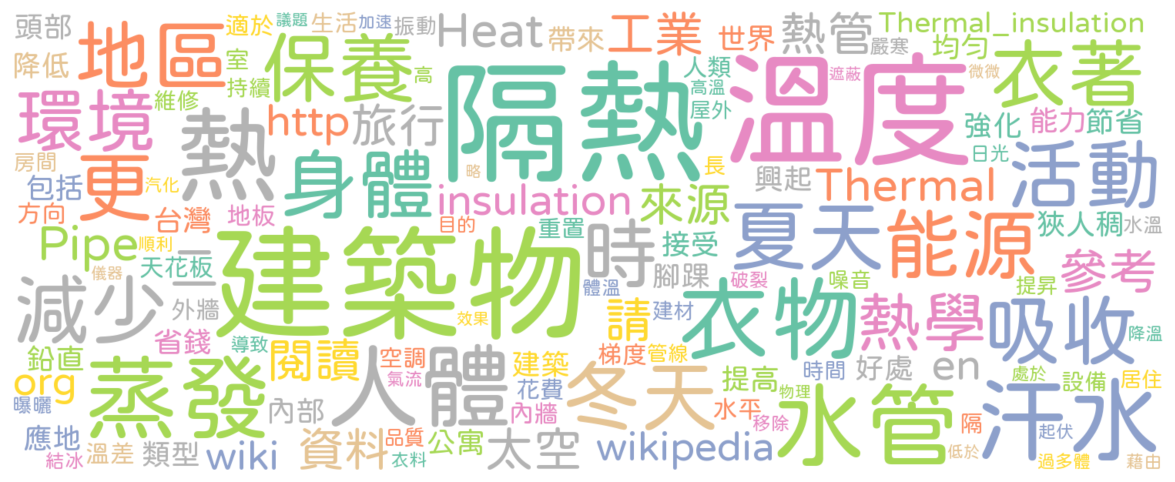 頭部 適於 議題 生活 加速 振動 Heat 帶來 工業 世界 熱管 Thermal_insulation
降低 地區 室 保養 高 人類 嚴寒 均勻 衣著
持續 隔熱 高溫 遮蔽 溫度 微微
環境 維修 熱 http 旅行 屋外 強化 能力 節省
房間 更 身體 略 長 日光 活動
包括 汽化 insulation 來源 興起 Thermal
方向 台灣 地板 目的 重置 夏天 能源 狹人稠 水溫
Pipe 順利 建築物 時 接受 參考
儀器 天花板 腳踝 破裂 噪音 提昇
減少 一 外牆 體溫 衣物 熱學 吸收
省錢 效果 請 建材 降溫
鉛直 導致 閱讀 人體 空調 建築 梯度 管線 好處 en
org 蒸發 氣流 花費 冬天 提高 時間 物理 處於 設備 居住
曝曬 內部 內牆 水平 水管 隔 汗水
應地 資料 品質 公寓 太空 移除 起伏
結冰 溫差 類型 wiki 衣料 wikipedia 低於 過多體 藉由